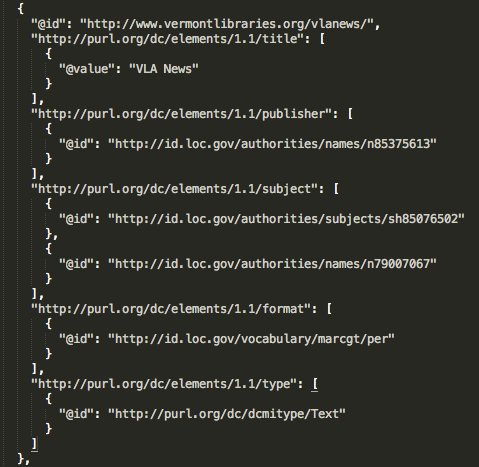 {
"@id": "http://www.vermontlibraries.org/vlanews/",
"http://purl.org/dc/elements/1.1/title": [
{
"@value": "VLA News"
}
],
"http://purl.org/dc/elements/1.1/publisher": [
{
"@id": "http://id.loc.gov/authorities/names/n85375613"
}
],
"http://purl.org/dc/elements/1.1/subject": [
{
"@id": "http://id.loc.gov/authorities/subjects/sh85076502"
},
{
"@id": "http://id.loc.gov/authorities/names/n79007067"
}
],
"http://purl.org/dc/elements/1.1/format": [
{
"@id": "http://id.loc.gov/vocabulary/marcgt/per"
}
],
"http://purl.org/dc/elements/1.1/type": [
{
"@id": "http://purl.org/dc/dcmitype/Text"
}
]
},